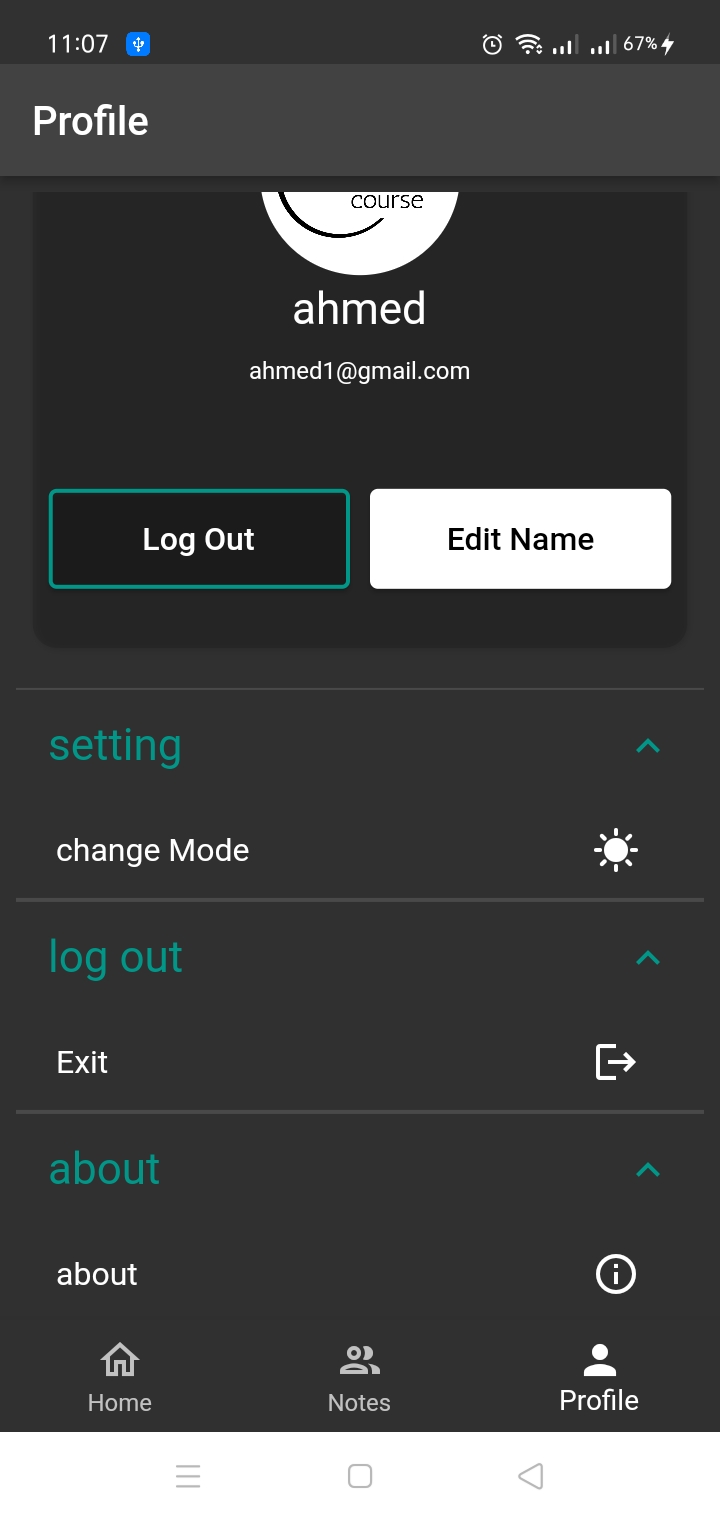 11:07
67%
Profile
course
ahmed
ahmed1@gmail.com
Log Out
Edit Name
setting
change Mode
log out
Exit
about
about
Home
Notes
Profile